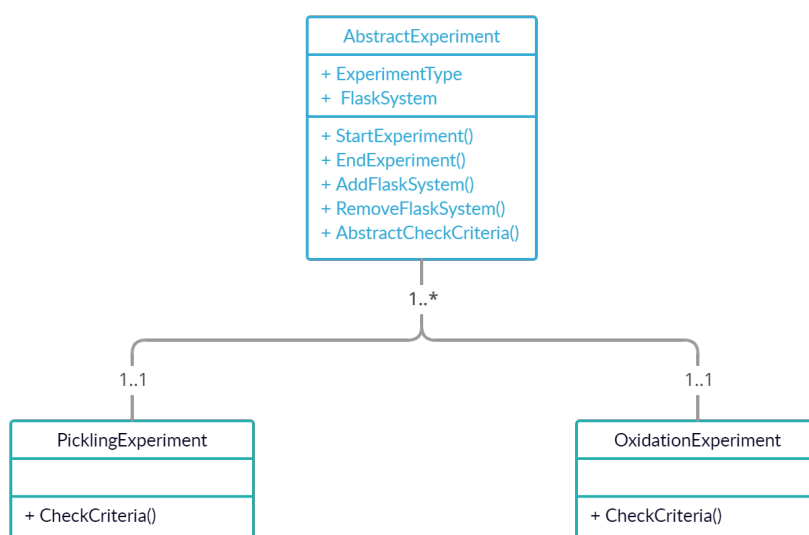 AbstractExperiment
+ ExperimentType
+ FlaskSystem
+ StartExperiment()
+ EndExperiment()
+ AddFlaskSystem()
+ RemoveFlaskSystem()
+ AbstractCheckCriteria()
1..*
1..1
1..1
PicklingExperiment
OxidationExperiment
+ CheckCriteria()
+ CheckCriteria()